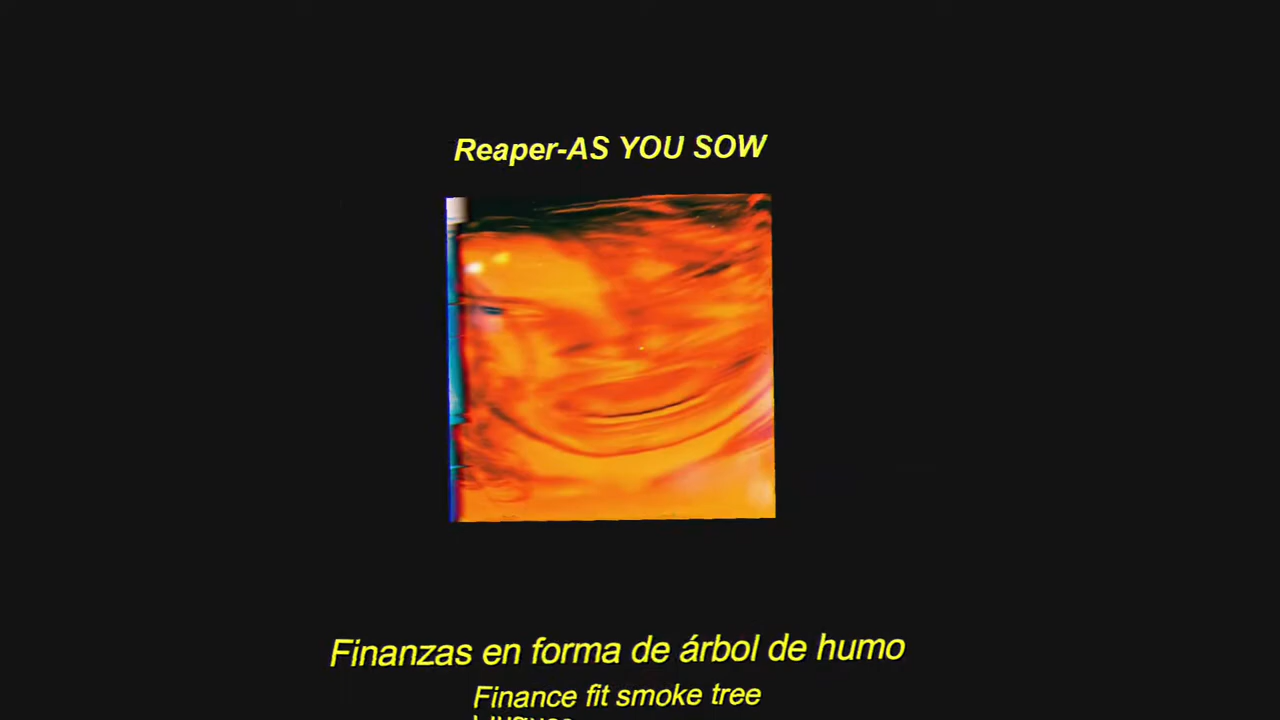 Reaper-AS YOU SOW
Finanzas en forma de árbol de humo
Finance fit smoke tree